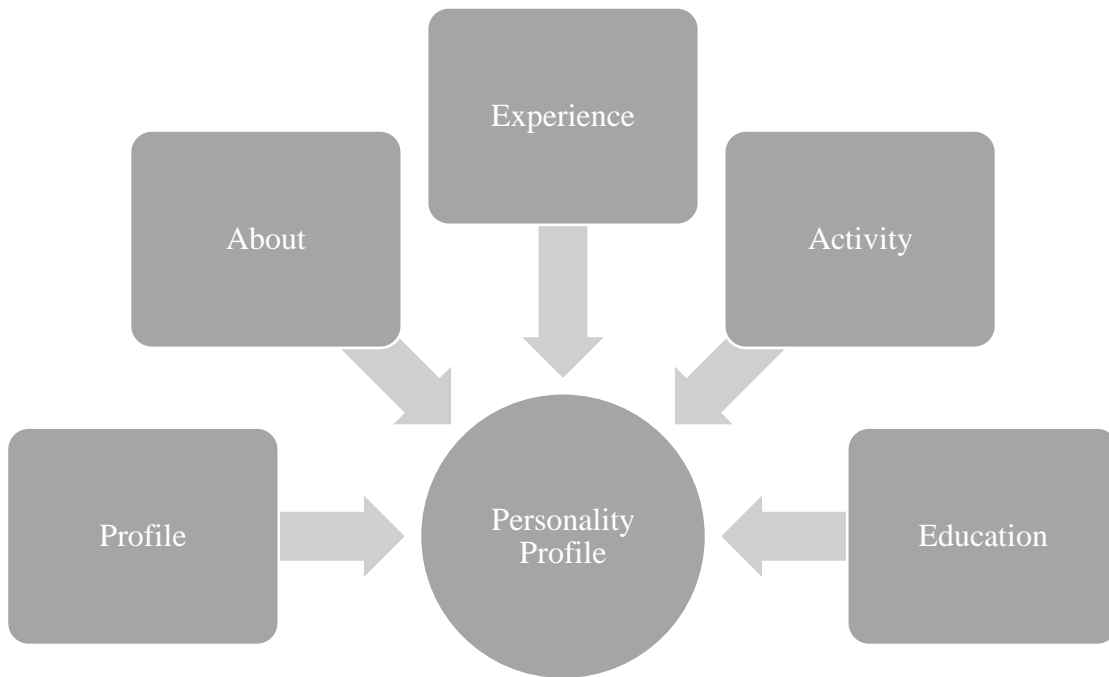 Experience
About
Activity
Profile
Personality
Profile
Education